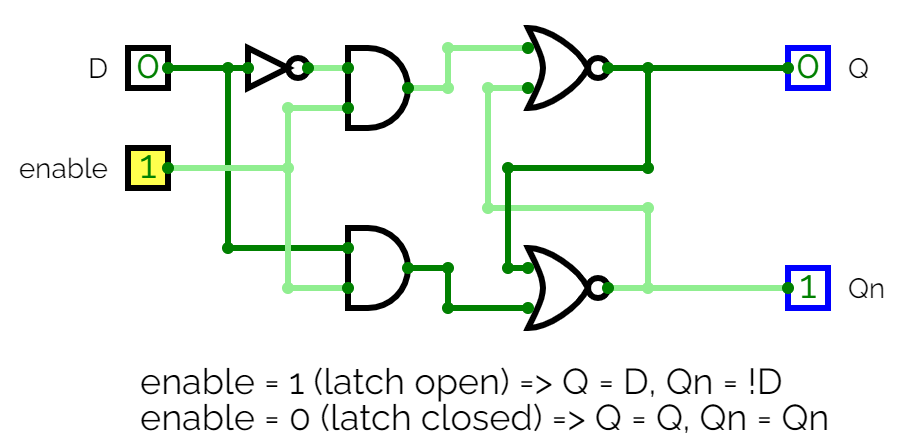 D 0 0 Q
enable 1
1 Qn
enable = 1 (latch open) => Q = D, Qn = !D
enable = 0 (latch closed) => Q = Q, Qn = Qn